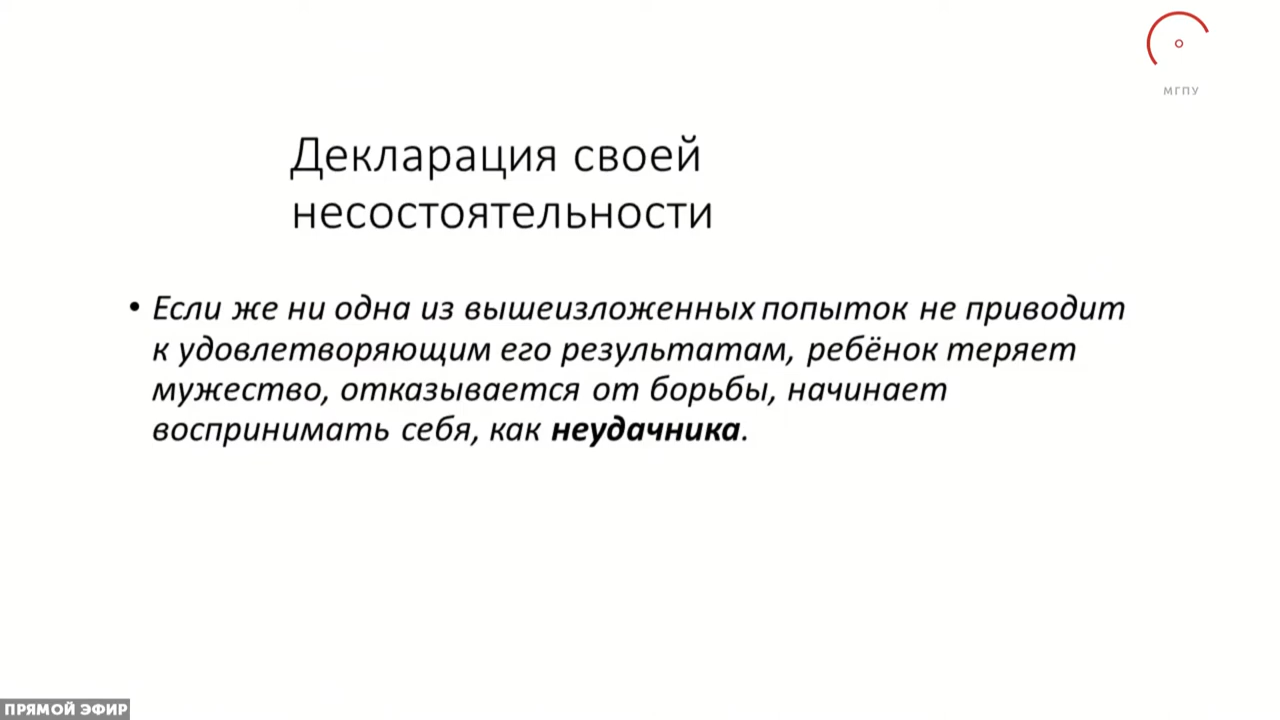 МГПУ
Декларация своей
несостоятельности
• Если же ни одна из вышеизложенных попыток не приводит
к удовлетворяющим его результатам, ребёнок теряет
мужество, отказывается от борьбы, начинает
воспринимать себя, как неудачника.
ПРЯМОЙ ЭФИР